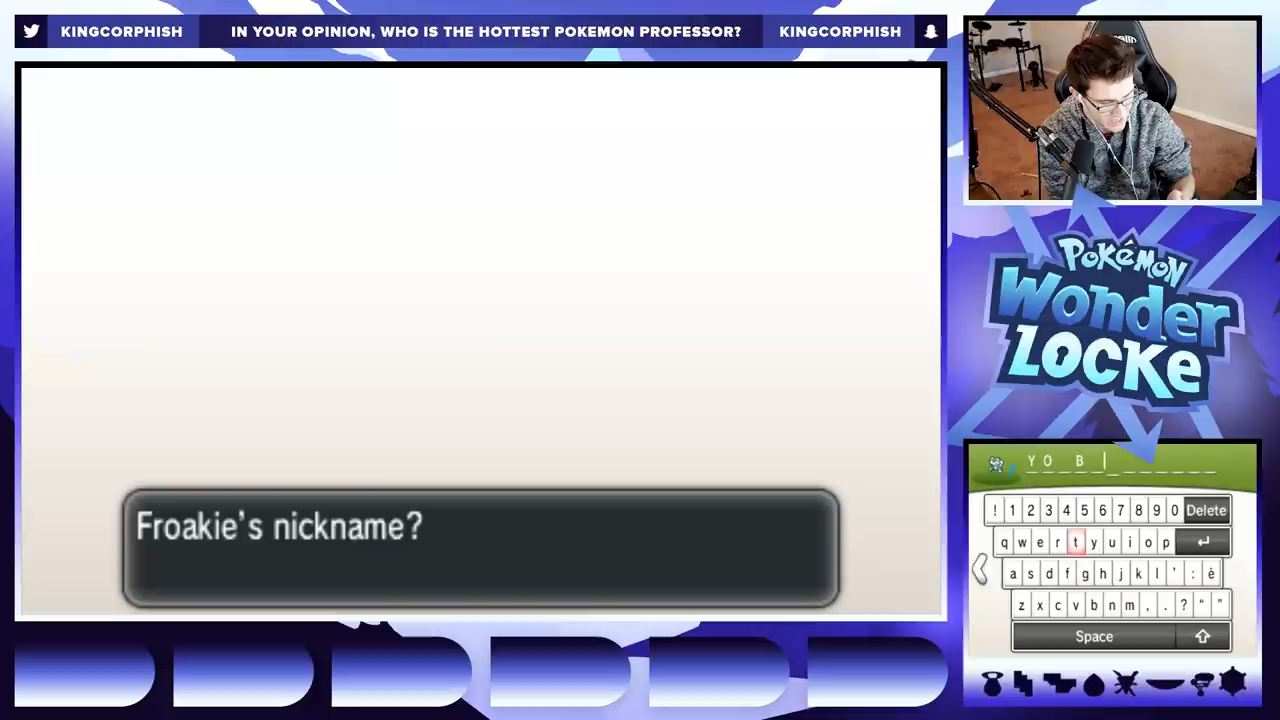 KINGCORPHISH
IN YOUR OPINION, WHO IS THE HOTTEST POKEMON PROFESSOR?
KINGCORPHISH
POKéMON
Wonder
LOCKe
Froakie's nickname?
YO B
! 1 2 3 4 5 6 7 8 9 0 Delete
q w e r t y u i o p
a s d f g h j k l ' : é
z x c v b n m , . ? “ ”
Space